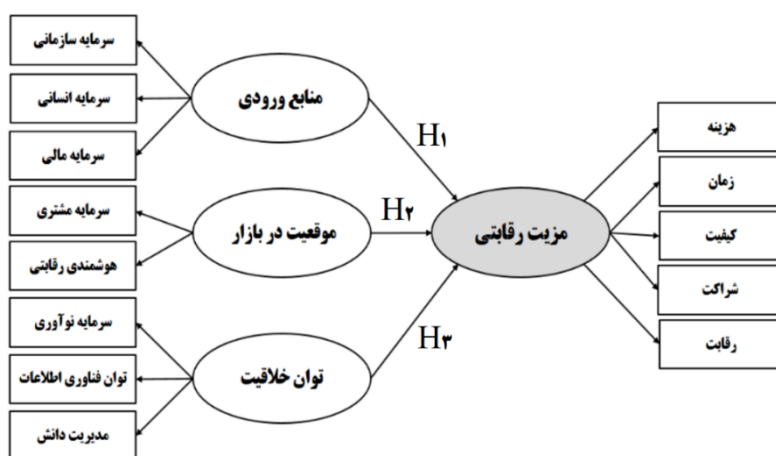 سرمایه سازمانی
سرمایه انسانی
سرمایه مالی
سرمایه مشتری
هوشمندی رقابتی
سرمایه نوآوری
توان فناوری اطلاعات
مدیریت دانش
منابع ورودی
موقعیت در بازار
توان خلاقیت
H۱
H۲
H۳
مزیت رقابتی
هزینه
زمان
کیفیت
شراکت
رقابت